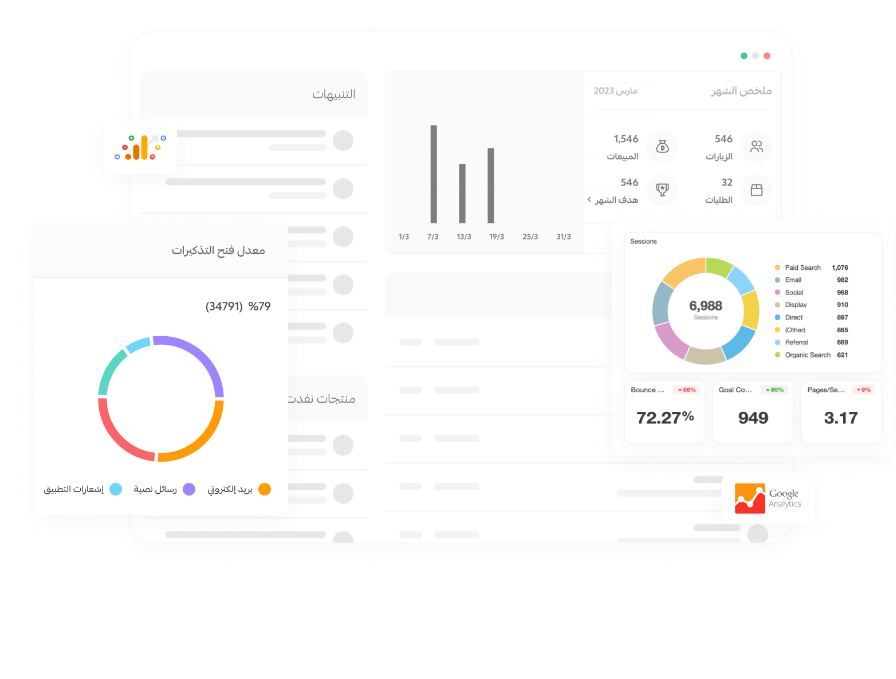 التنبيهات
ملخص الشهر
مارس 2023
546
الزيارات
1,546
المبيعات
32
الطلبات
546
هدف الشهر >
1/3 7/3 13/3 19/3 25/3 31/3
معدل فتح التذكيرات
%79 (34791)
بريد إلكتروني
رسائل نصية
إشعارات التطبيق
منتجات نفدت
Sessions
6,988
Sessions
Paid Search 1,076
Email 982
Social 968
Display 910
Direct 897
(Other) 865
Referral 669
Organic Search 621
Bounce ... 68%
72.27%
Goal Co... 80%
949
Pages/Se... 9%
3.17
Google
Analytics